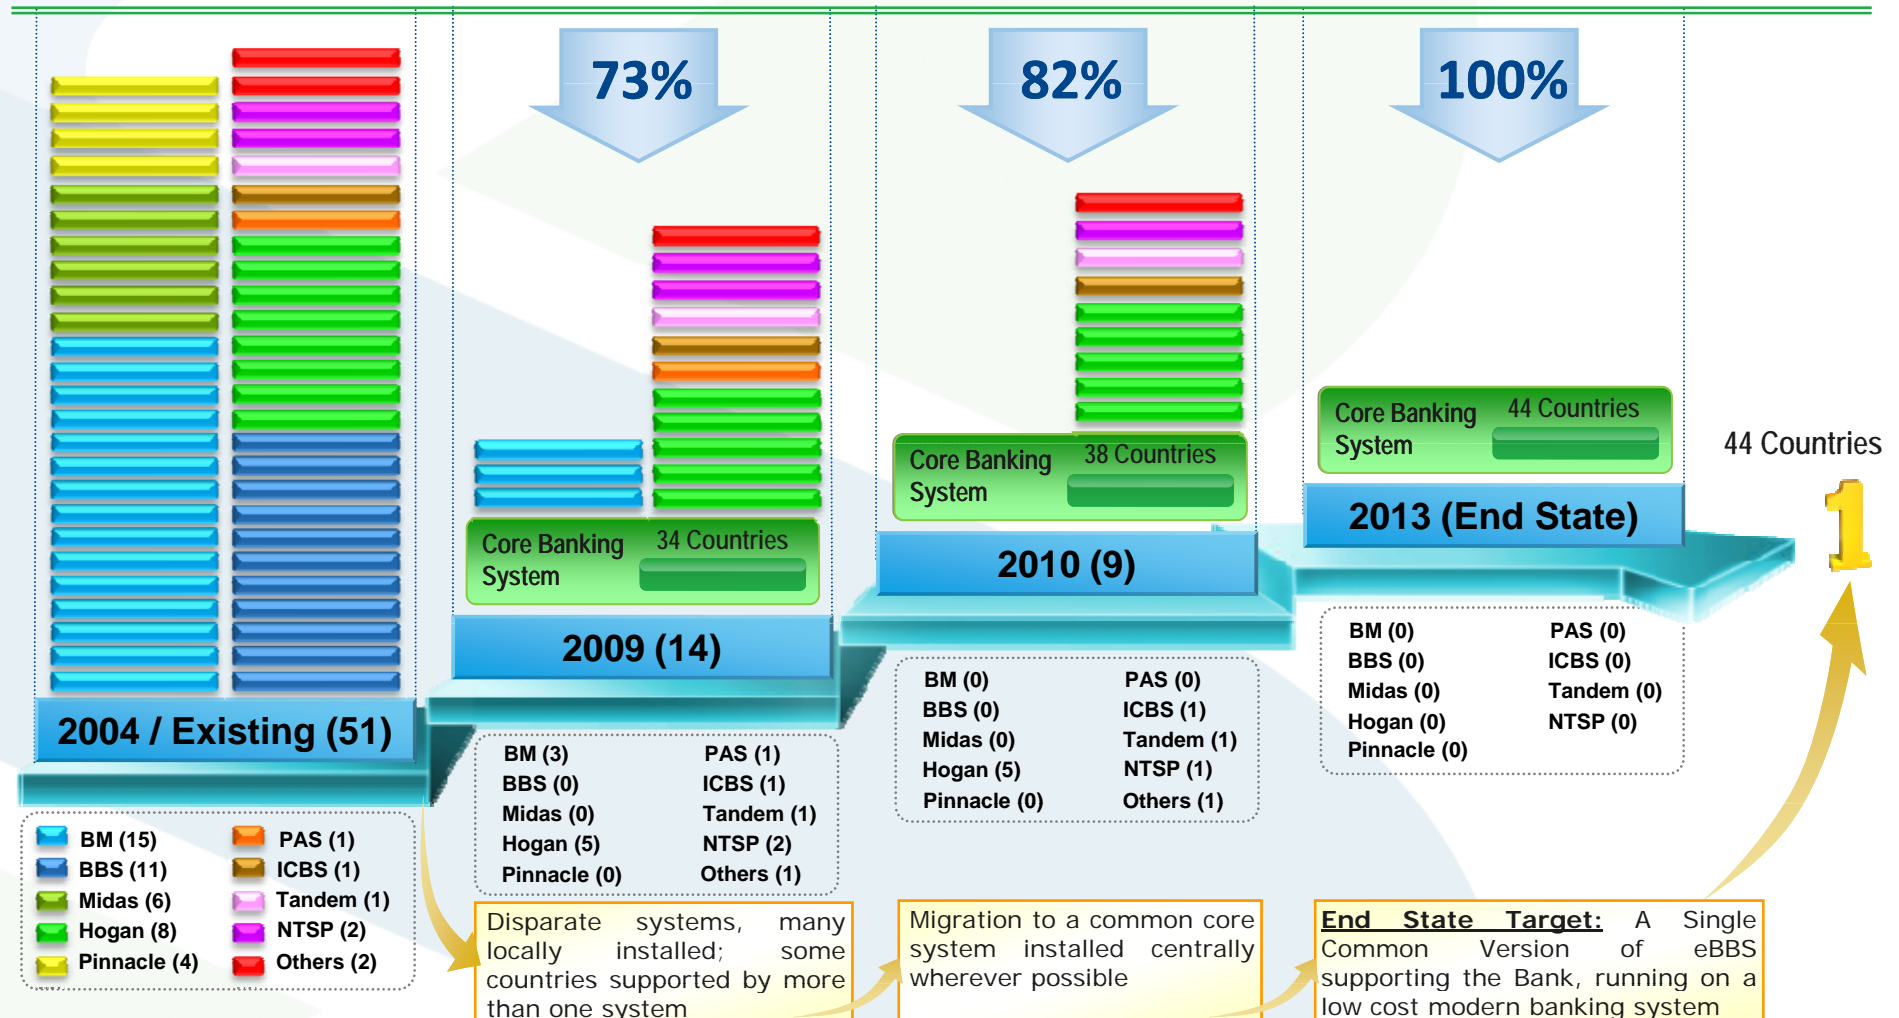 73%
82%
100%
Core Banking
System
34 Countries
Core Banking
System
38 Countries
Core Banking
System
44 Countries
44 Countries
1
2004 / Existing (51)
2009 (14)
2010 (9)
2013 (End State)
BM (15)
BBS (11)
Midas (6)
Hogan (8)
Pinnacle (4)
PAS (1)
ICBS (1)
Tandem (1)
NTSP (2)
Others (2)
BM (3)
BBS (0)
Midas (0)
Hogan (5)
Pinnacle (0)
PAS (1)
ICBS (1)
Tandem (1)
NTSP (2)
Others (1)
BM (0)
BBS (0)
Midas (0)
Hogan (5)
Pinnacle (0)
PAS (0)
ICBS (1)
Tandem (1)
NTSP (1)
Others (1)
BM (0)
BBS (0)
Midas (0)
Hogan (0)
Pinnacle (0)
PAS (0)
ICBS (0)
Tandem (0)
NTSP (0)
Disparate systems, many
locally installed; some
countries supported by more
than one system
Migration to a common core
system installed centrally
wherever possible
End State Target: A Single
Common Version of eBBS
supporting the Bank, running on a
low cost modern banking system